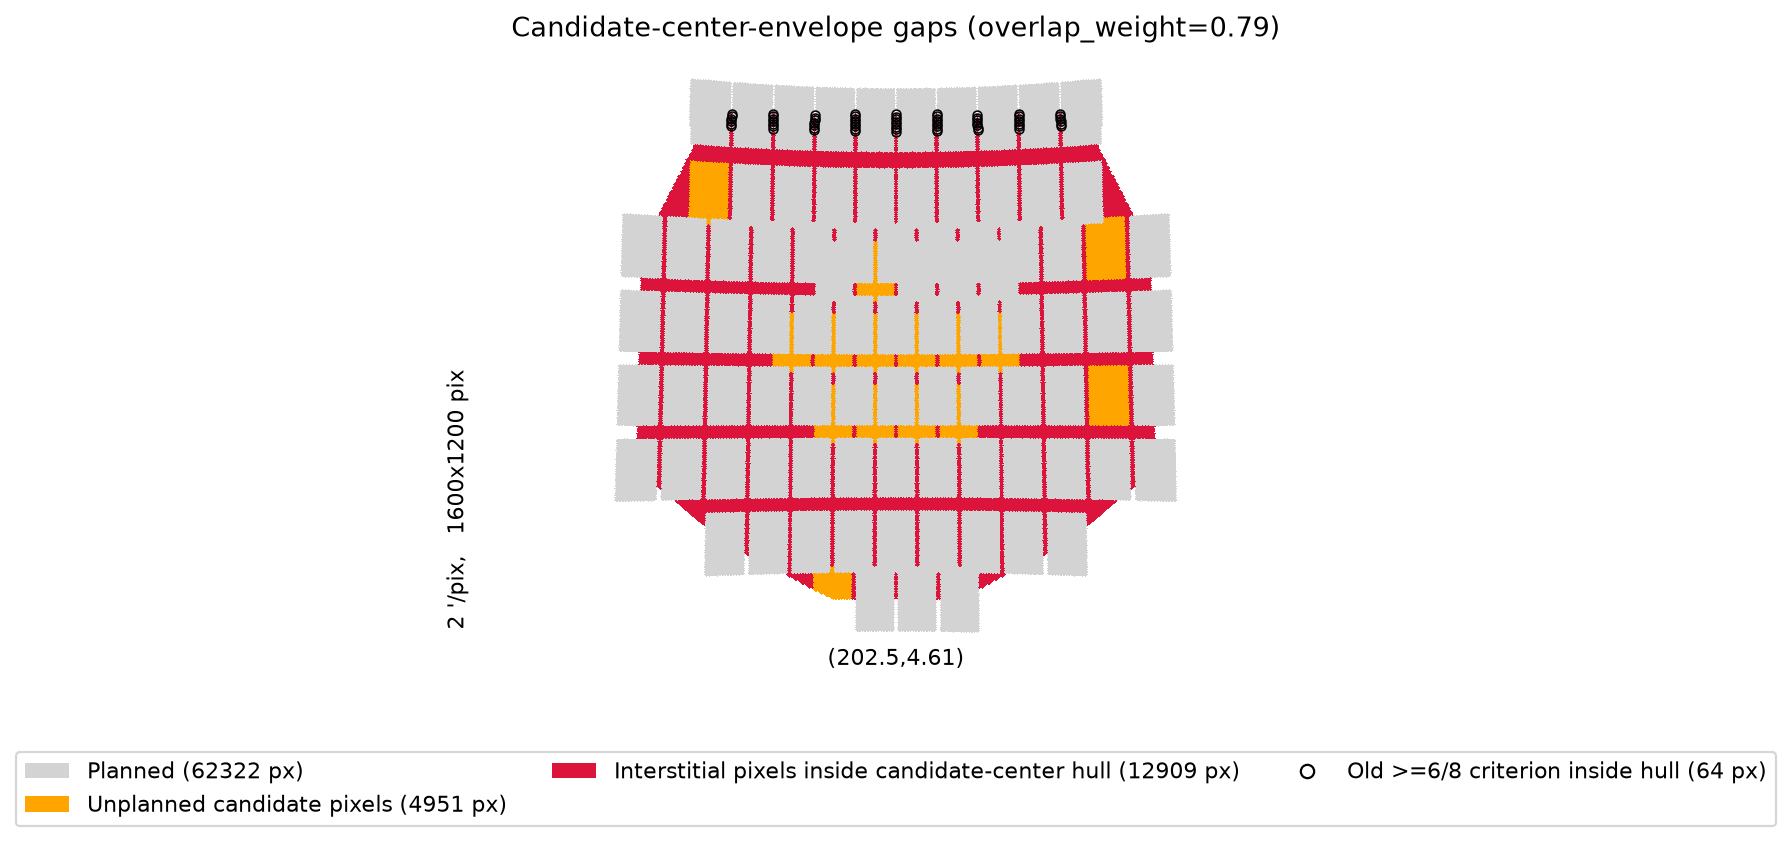 Candidate-center-envelope gaps (overlap_weight=0.79)
2 '/pix,   1600x1200 pix
(202.5,4.61)
Planned (62322 px)
Unplanned candidate pixels (4951 px)
Interstitial pixels inside candidate-center hull (12909 px)
Old >=6/8 criterion inside hull (64 px)